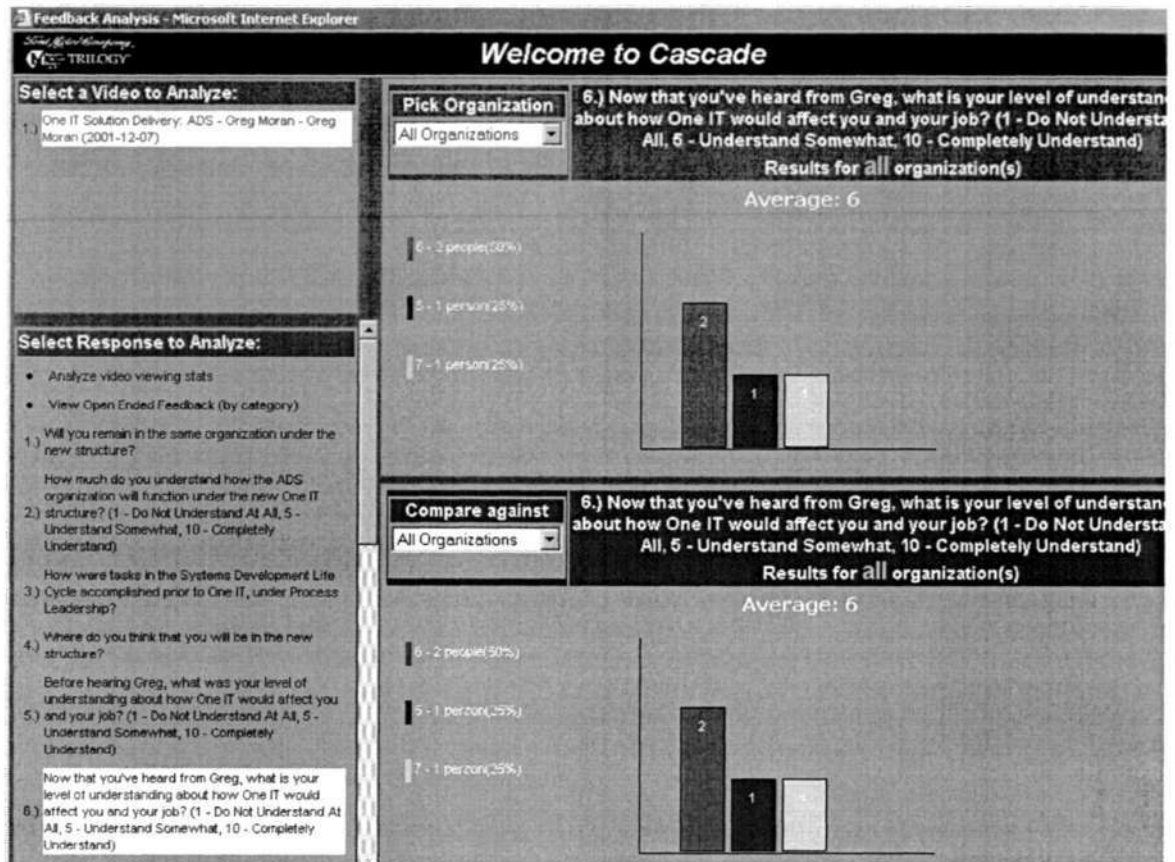 Feedback Analysis - Microsoft Internet Explorer
Ford Motor Company,
TRILOGY
Welcome to Cascade
Select a Video to Analyze:
1.) One IT Solution Delivery: ADS - Greg Moran - Greg
Moran (2001-12-07)
Select Response to Analyze:
• Analyze video viewing stats
• View Open Ended Feedback (by category)
1.) Will you remain in the same organization under the
new structure?
How much do you understand how the ADS
organization will function under the new One IT
2.) structure? (1 - Do Not Understand At All, 5 -
Understand Somewhat, 10 - Completely
Understand)
How were tasks in the Systems Development Life
3.) Cycle accomplished prior to One IT, under Process
Leadership?
4.) Where do you think that you will be in the new
structure?
Before hearing Greg, what was your level of
understanding about how One IT would affect you
5.) and your job? (1 - Do Not Understand At All, 5 -
Understand Somewhat, 10 - Completely
Understand)
Now that you've heard from Greg, what is your
level of understanding about how One IT would
6.) affect you and your job? (1 - Do Not Understand At
All, 5 - Understand Somewhat, 10 - Completely
Understand)
Pick Organization
All Organizations
6.) Now that you've heard from Greg, what is your level of understan
about how One IT would affect you and your job? (1 - Do Not Understa
All, 5 - Understand Somewhat, 10 - Completely Understand)
Results for all organization(s)
Average: 6
6 - 2 people(50%)
5 - 1 person(25%)
7 - 1 person(25%)
2
1
1
Compare against
All Organizations
6.) Now that you've heard from Greg, what is your level of understan
about how One IT would affect you and your job? (1 - Do Not Understa
All, 5 - Understand Somewhat, 10 - Completely Understand)
Results for all organization(s)
Average: 6
6 - 2 people(50%)
5 - 1 person(25%)
7 - 1 person(25%)
2
1
1